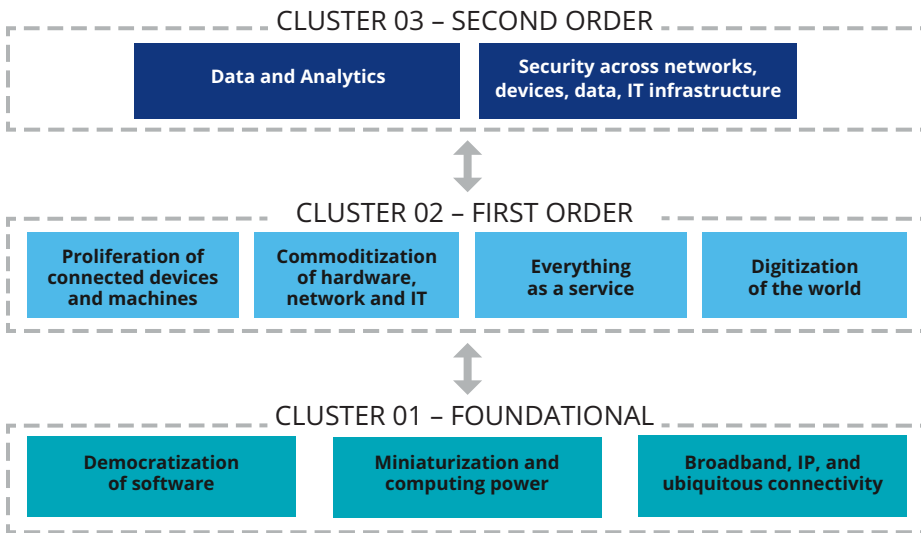 CLUSTER 03 – SECOND ORDER
Data and Analytics
Security across networks,
devices, data, IT infrastructure
CLUSTER 02 – FIRST ORDER
Proliferation of
connected devices
and machines
Commoditization
of hardware,
network and IT
Everything
as a service
Digitization
of the world
CLUSTER 01 – FOUNDATIONAL
Democratization
of software
Miniaturization and
computing power
Broadband, IP, and
ubiquitous connectivity